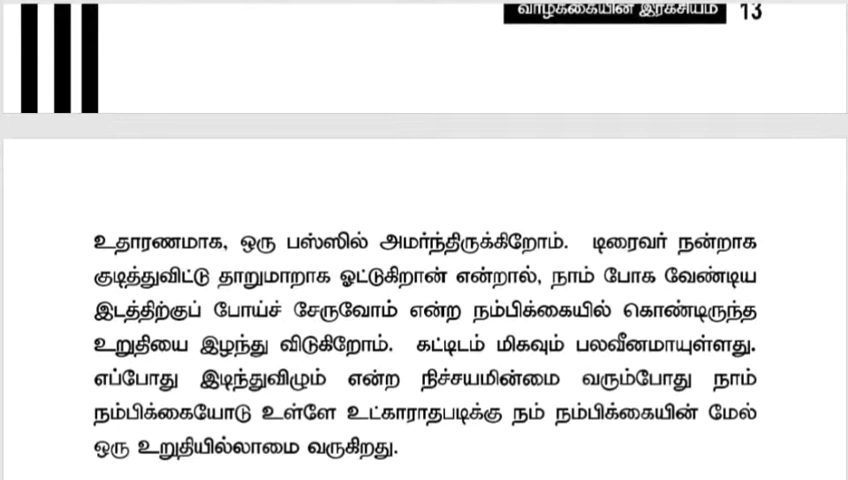 வாழ்க்கையின் இரகசியம் 13
உதாரணமாக, ஒரு பஸ்ஸில் அமர்ந்திருக்கிறோம். டிரைவர் நன்றாக
குடித்துவிட்டு தாறுமாறாக ஓட்டுகிறான் என்றால், நாம் போக வேண்டிய
இடத்திற்குப் போய்ச் சேருவோம் என்ற நம்பிக்கையில் கொண்டிருந்த
உறுதியை இழந்து விடுகிறோம். கட்டிடம் மிகவும் பலவீனமாயுள்ளது.
எப்போது இடிந்துவிழும் என்ற நிச்சயமின்மை வரும்போது நாம்
நம்பிக்கையோடு உள்ளே உட்காராதபடிக்கு நம் நம்பிக்கையின் மேல்
ஒரு உறுதியில்லாமை வருகிறது.